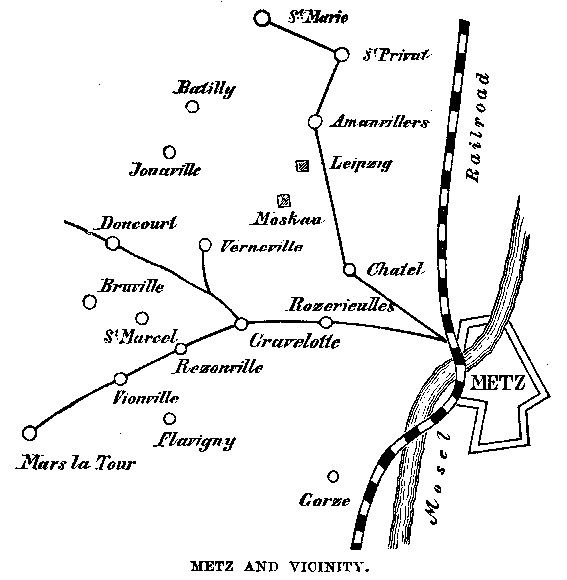 St Marie
St Privat
Batilly
Amanvillers
Railroad
Jouaville
Leipzig
Moskau
Doncourt
Verneville
Chatel
Bruville
Rozerieulles
St Marcel
Gravelotte
Rezonville
METZ
Vionville
Flavigny
Mars la Tour
Mosel
Gorze
METZ AND VICINITY.